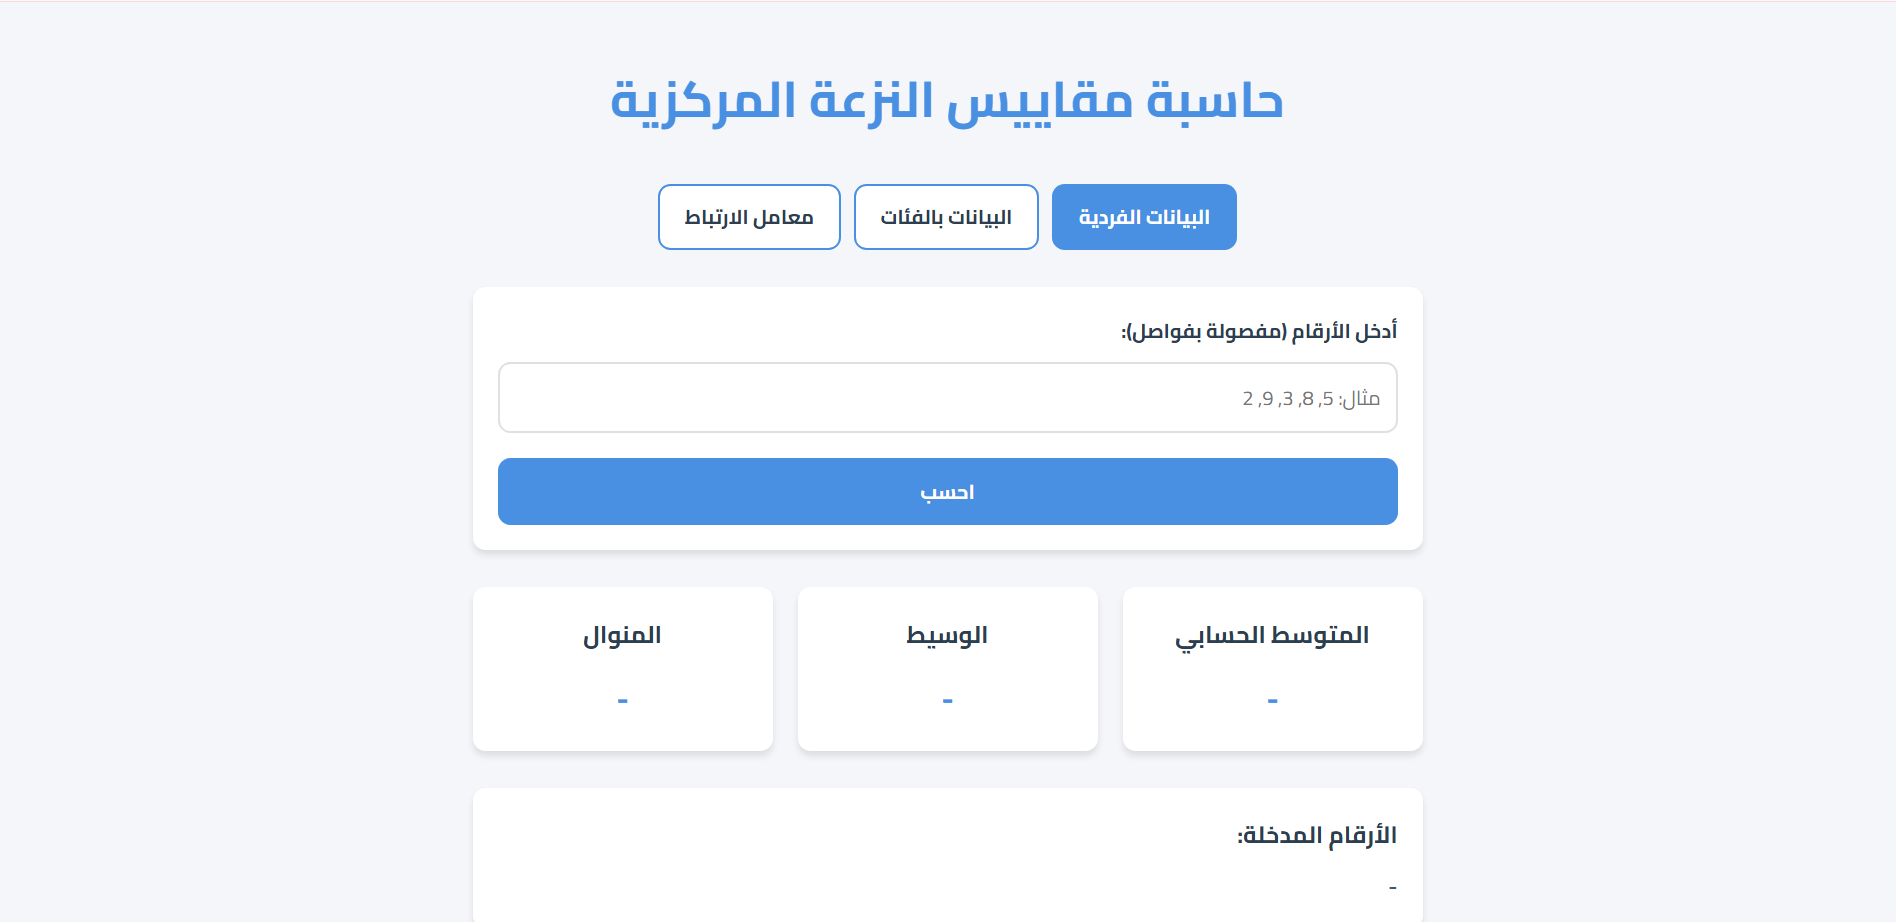 حاسبة مقاييس النزعة المركزية
البيانات الفردية
البيانات بالفئات
معامل الارتباط
أدخل الأرقام (مفصولة بفواصل):
مثال: 5, 8, 3, 9, 2
احسب
المتوسط الحسابي
الوسيط
المنوال
-
-
-
الأرقام المدخلة:
-